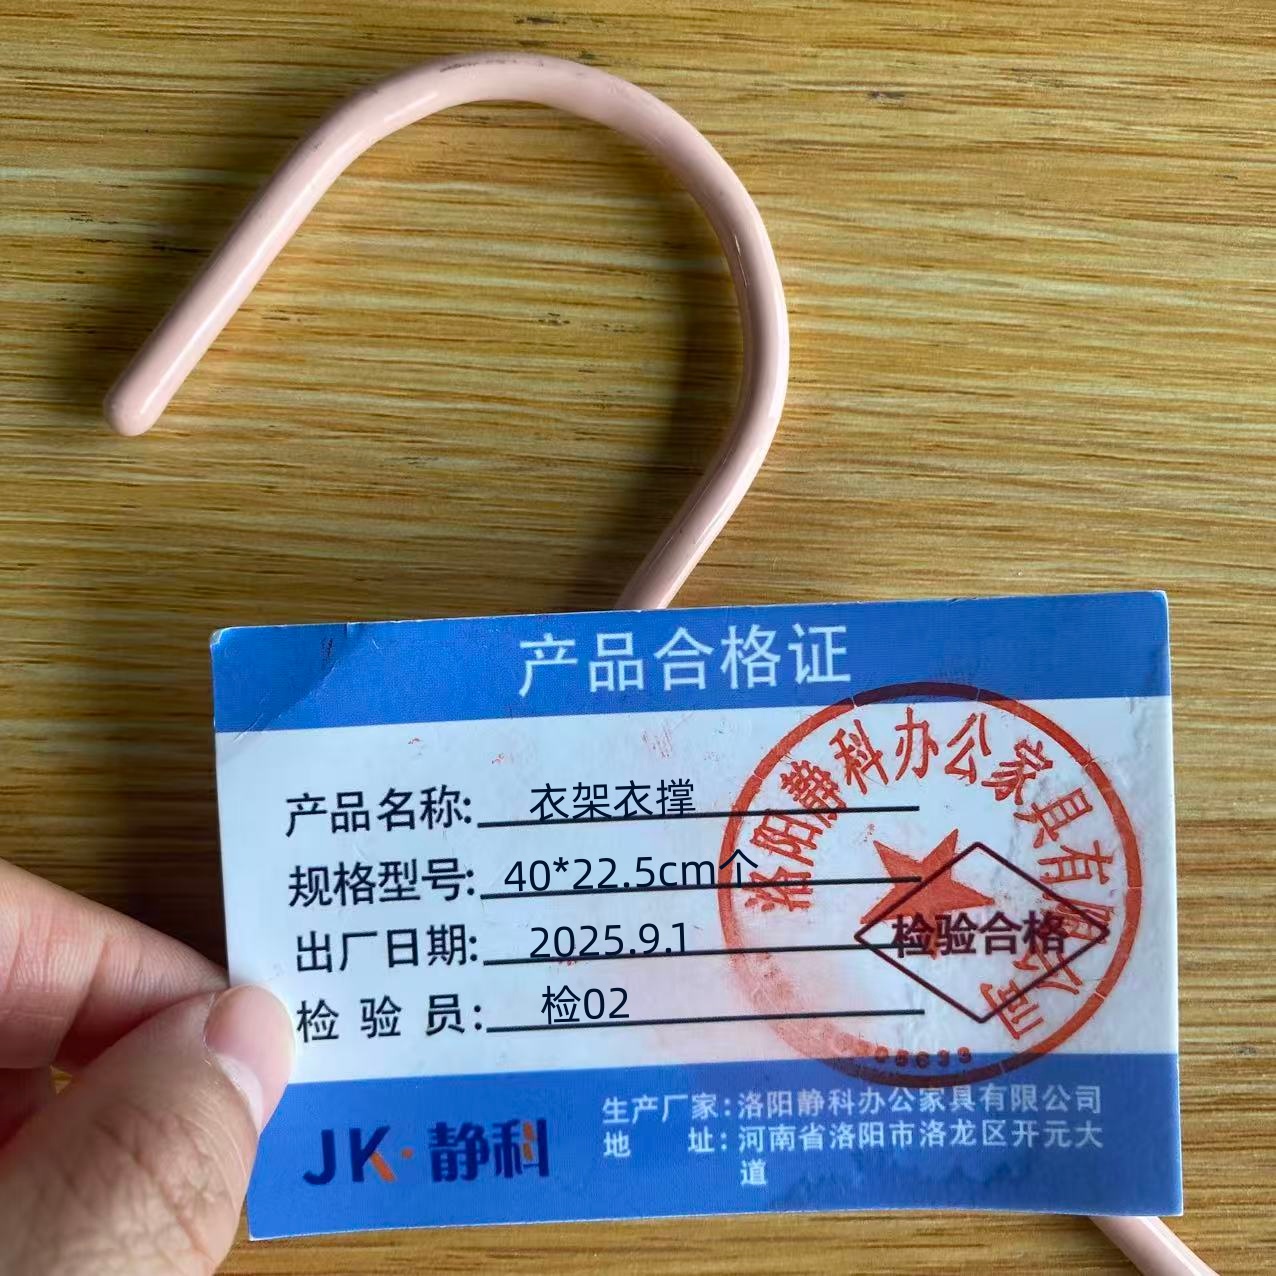 产品合格证
产品名称: 衣架衣撑
规格型号: 40*22.5cm个
出厂日期: 2025.9.1
检验员: 检02
洛阳静科办公家具有限公司
检验合格
JK·静科
生产厂家:洛阳静科办公家具有限公司
地 址:河南省洛阳市洛龙区开元大
道